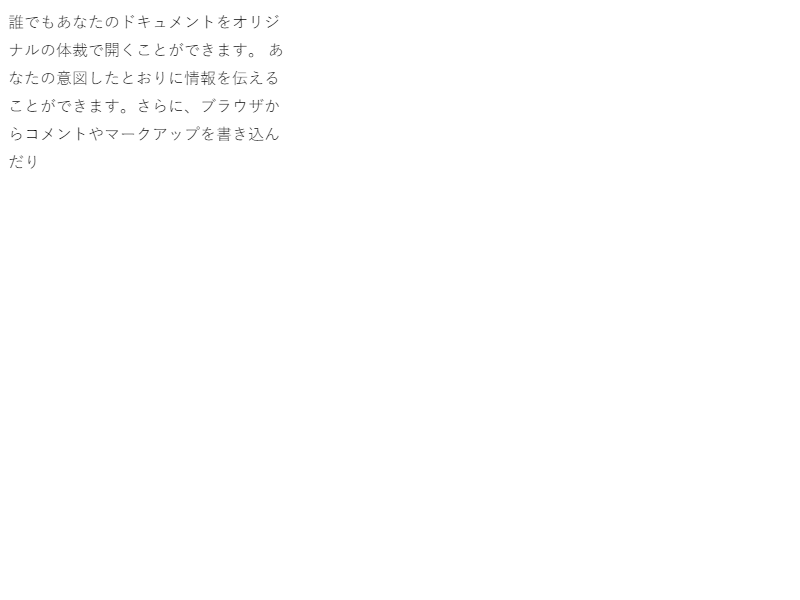 誰でもあなたのドキュメントをオリジ
ナルの体裁で開くことができます。 あ
なたの意図したとおりに情報を伝える
ことができます。さらに、ブラウザか
らコメントやマークアップを書き込ん
だり